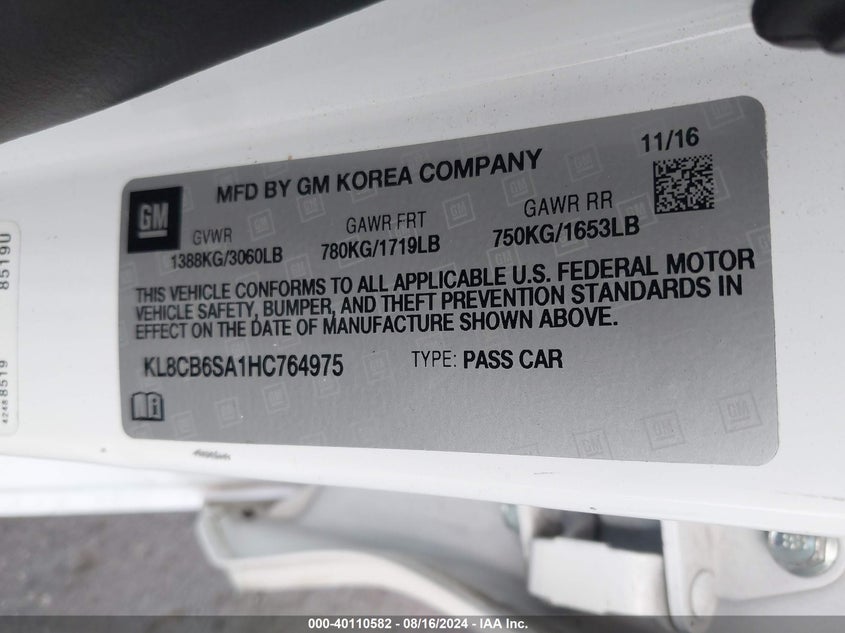 11/16
MFD BY GM KOREA COMPANY
GM
GVWR
1388KG/3060LB
GAWR FRT
780KG/1719LB
GAWR RR
750KG/1653LB
THIS VEHICLE CONFORMS TO ALL APPLICABLE U.S. FEDERAL MOTOR
VEHICLE SAFETY, BUMPER, AND THEFT PREVENTION STANDARDS IN
EFFECT ON THE DATE OF MANUFACTURE SHOWN ABOVE.
KL8CB6SA1HC764975
TYPE: PASS CAR
8519U
42488519
000-40110582 - 08/16/2024 - IAA Inc.